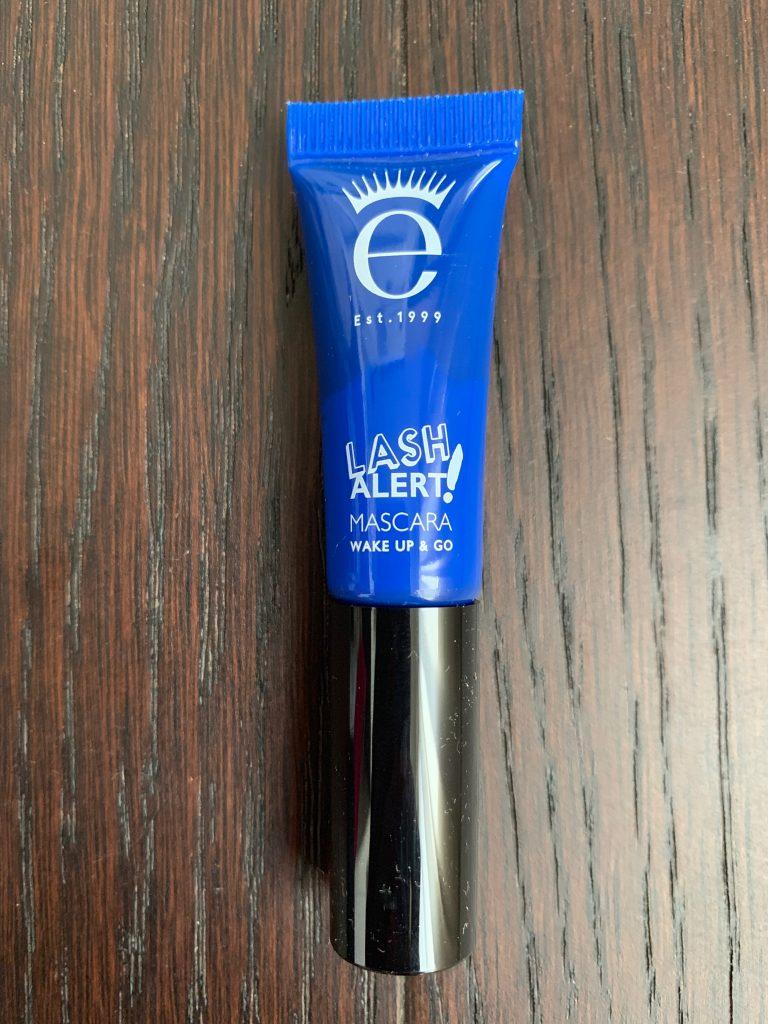 e
Est.1999
LASH
ALERT!
MASCARA
WAKE UP & GO